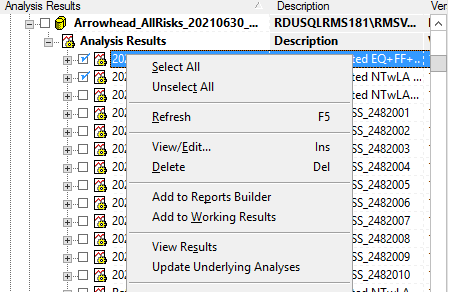 Analysis Results Description Ver
Arrowhead_AllRisks_20210630_... RDUSQLRMS181\RMSV...
Analysis Results Description
202 ted EQ+FF+...
202 ted NTwLA ...
202 ted NTwLA...
202 SS_2482001
202 SS_2482002
202 SS_2482003
202 SS_2482004
202 SS_2482005
202 SS_2482006
202 SS_2482007
202 SS_2482008
202 SS_2482009
202 SS_2482010
Select All
Unselect All
Refresh F5
View/Edit... Ins
Delete Del
Add to Reports Builder
Add to Working Results
View Results
Update Underlying Analyses